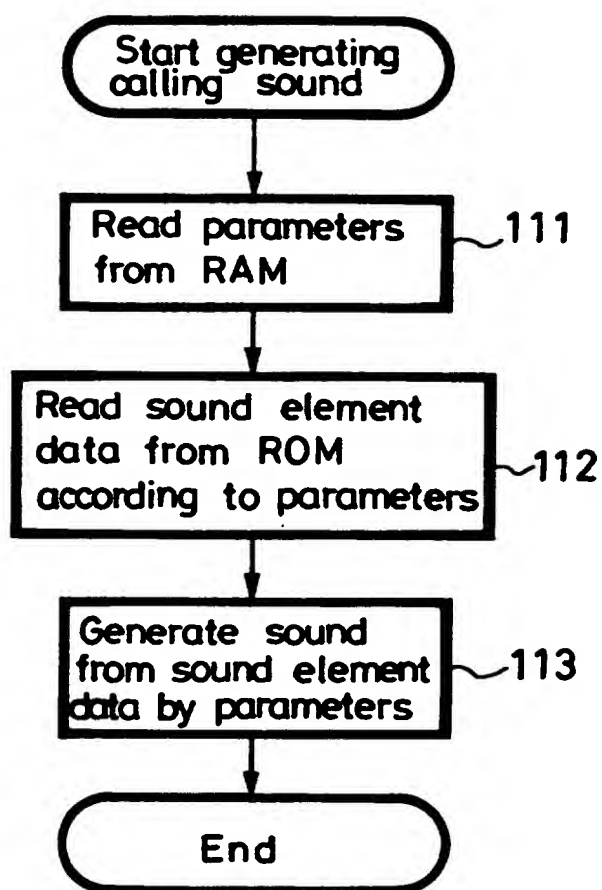 Start generating
calling sound
Read parameters
from RAM
111
Read sound element
data from ROM
according to parameters
112
Generate sound
from sound element
data by parameters
113
End